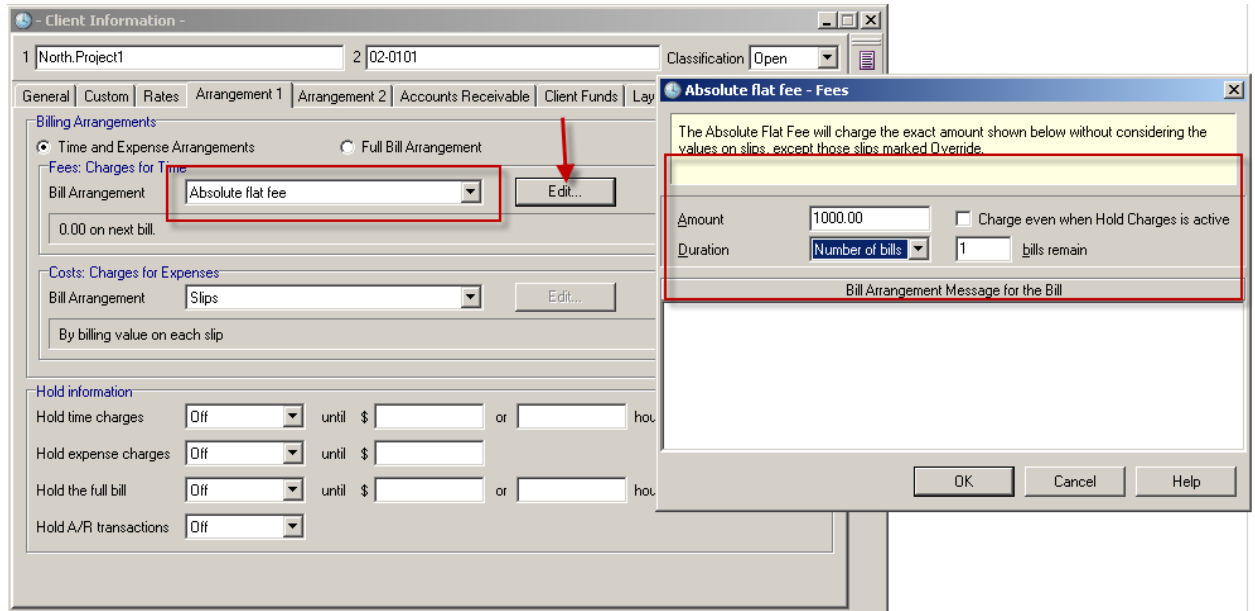 - Client Information -
1 North.Project1 2 02-0101 Classification Open
General Custom Rates Arrangement 1 Arrangement 2 Accounts Receivable Client Funds Lay
Billing Arrangements
Time and Expense Arrangements Full Bill Arrangement
Fees: Charges for Time
Bill Arrangement Absolute flat fee Edit...
0.00 on next bill.
Costs: Charges for Expenses
Bill Arrangement Slips Edit...
By billing value on each slip
Hold information
Hold time charges Off until $ or hou
Hold expense charges Off until $
Hold the full bill Off until $ or hou
Hold A/R transactions Off
Absolute flat fee - Fees
The Absolute Flat Fee will charge the exact amount shown below without considering the
values on slips, except those slips marked Override.
Amount 1000.00 Charge even when Hold Charges is active
Duration Number of bills 1 bills remain
Bill Arrangement Message for the Bill
OK Cancel Help